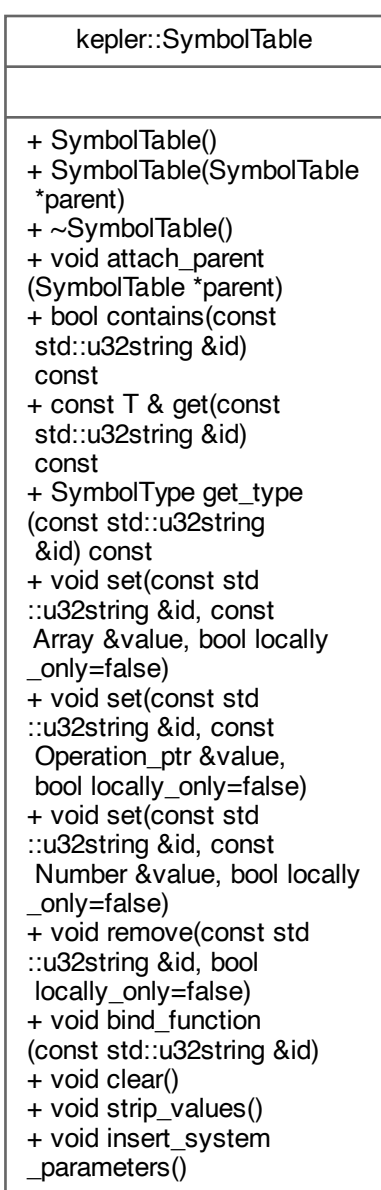 kepler::SymbolTable
+ SymbolTable()
+ SymbolTable(SymbolTable
*parent)
+ ~SymbolTable()
+ void attach_parent
(SymbolTable *parent)
+ bool contains(const
std::u32string &id)
const
+ const T & get(const
std::u32string &id)
const
+ SymbolType get_type
(const std::u32string
&id) const
+ void set(const std
::u32string &id, const
Array &value, bool locally
_only=false)
+ void set(const std
::u32string &id, const
Operation_ptr &value,
bool locally_only=false)
+ void set(const std
::u32string &id, const
Number &value, bool locally
_only=false)
+ void remove(const std
::u32string &id, bool
locally_only=false)
+ void bind_function
(const std::u32string &id)
+ void clear()
+ void strip_values()
+ void insert_system
_parameters()